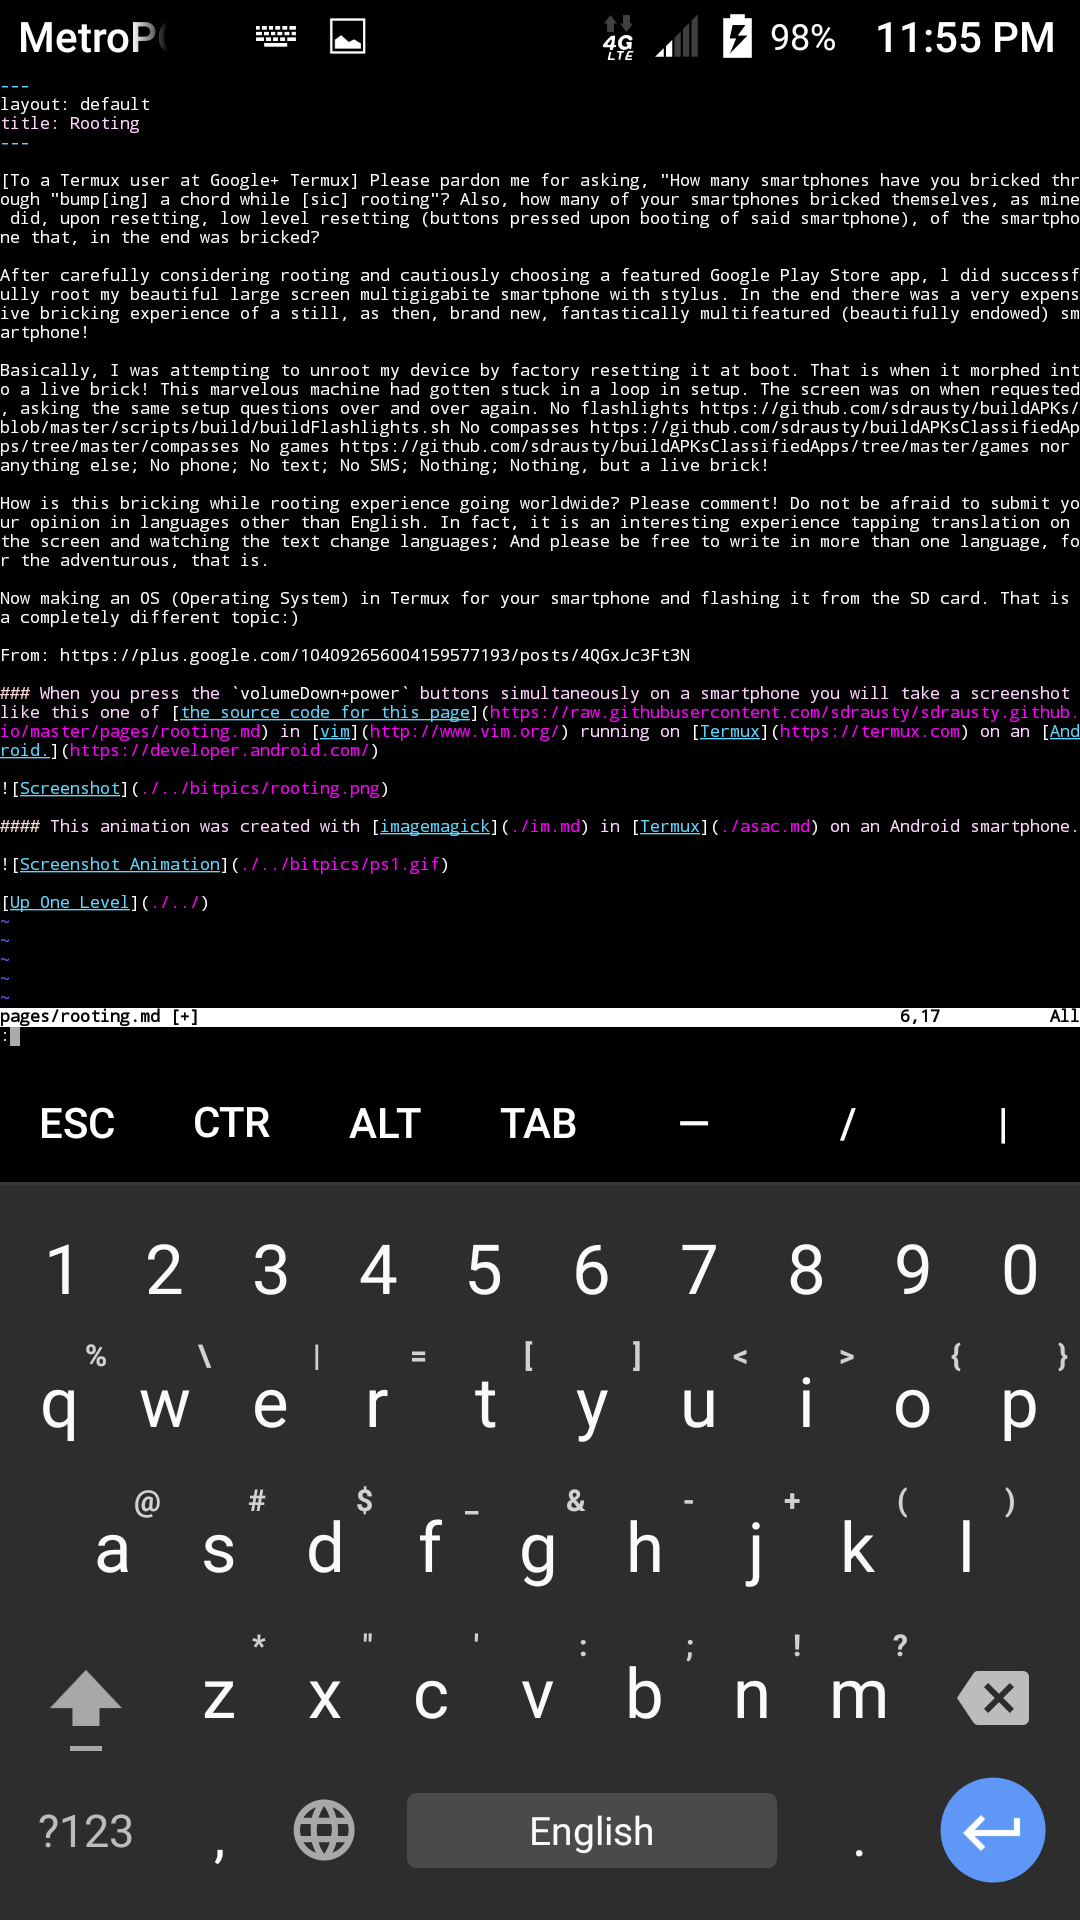 MetroP 4G LTE 98% 11:55 PM
---
layout: default
title: Rooting
---
[To a Termux user at Google+ Termux] Please pardon me for asking, "How many smartphones have you bricked thr
ough "bump[ing] a chord while [sic] rooting"? Also, how many of your smartphones bricked themselves, as mine
 did, upon resetting, low level resetting (buttons pressed upon booting of said smartphone), of the smartpho
ne that, in the end was bricked?
After carefully considering rooting and cautiously choosing a featured Google Play Store app, l did successf
ully root my beautiful large screen multigigabite smartphone with stylus. In the end there was a very expens
ive bricking experience of a still, as then, brand new, fantastically multifeatured (beautifully endowed) sm
artphone!
Basically, I was attempting to unroot my device by factory resetting it at boot. That is when it morphed int
o a live brick! This marvelous machine had gotten stuck in a loop in setup. The screen was on when requested
, asking the same setup questions over and over again. No flashlights https://github.com/sdrausty/buildAPKs/
blob/master/scripts/build/buildFlashlights.sh No compasses https://github.com/sdrausty/buildAPKsClassifiedAp
ps/tree/master/compasses No games https://github.com/sdrausty/buildAPKsClassifiedApps/tree/master/games nor
anything else; No phone; No text; No SMS; Nothing; Nothing, but a live brick!
How is this bricking while rooting experience going worldwide? Please comment! Do not be afraid to submit yo
ur opinion in languages other than English. In fact, it is an interesting experience tapping translation on
the screen and watching the text change languages; And please be free to write in more than one language, fo
r the adventurous, that is.
Now making an OS (Operating System) in Termux for your smartphone and flashing it from the SD card. That is
a completely different topic:)
From: https://plus.google.com/104092656004159577193/posts/4QGxJc3Ft3N
### When you press the `volumeDown+power` buttons simultaneously on a smartphone you will take a screenshot
like this one of [the source code for this page](https://raw.githubusercontent.com/sdrausty/sdrausty.github.
io/master/pages/rooting.md) in [vim](http://www.vim.org/) running on [Termux](https://termux.com) on an [And
roid.](https://developer.android.com/)
![Screenshot](./../bitpics/rooting.png)
#### This animation was created with [imagemagick](./im.md) in [Termux](./asac.md) on an Android smartphone.
![Screenshot Animation](./../bitpics/ps1.gif)
[Up One Level](./../)
~
~
~
~
~
pages/rooting.md [+] 6,17 All
:
ESC CTR ALT TAB — / |
1 2 3 4 5 6 7 8 9 0
% \ | = [ ] < > { }
q w e r t y u i o p
@ # $ _ & - + ( )
a s d f g h j k l
* " ' : ; ! ?
z x c v b n m
?123 , English .